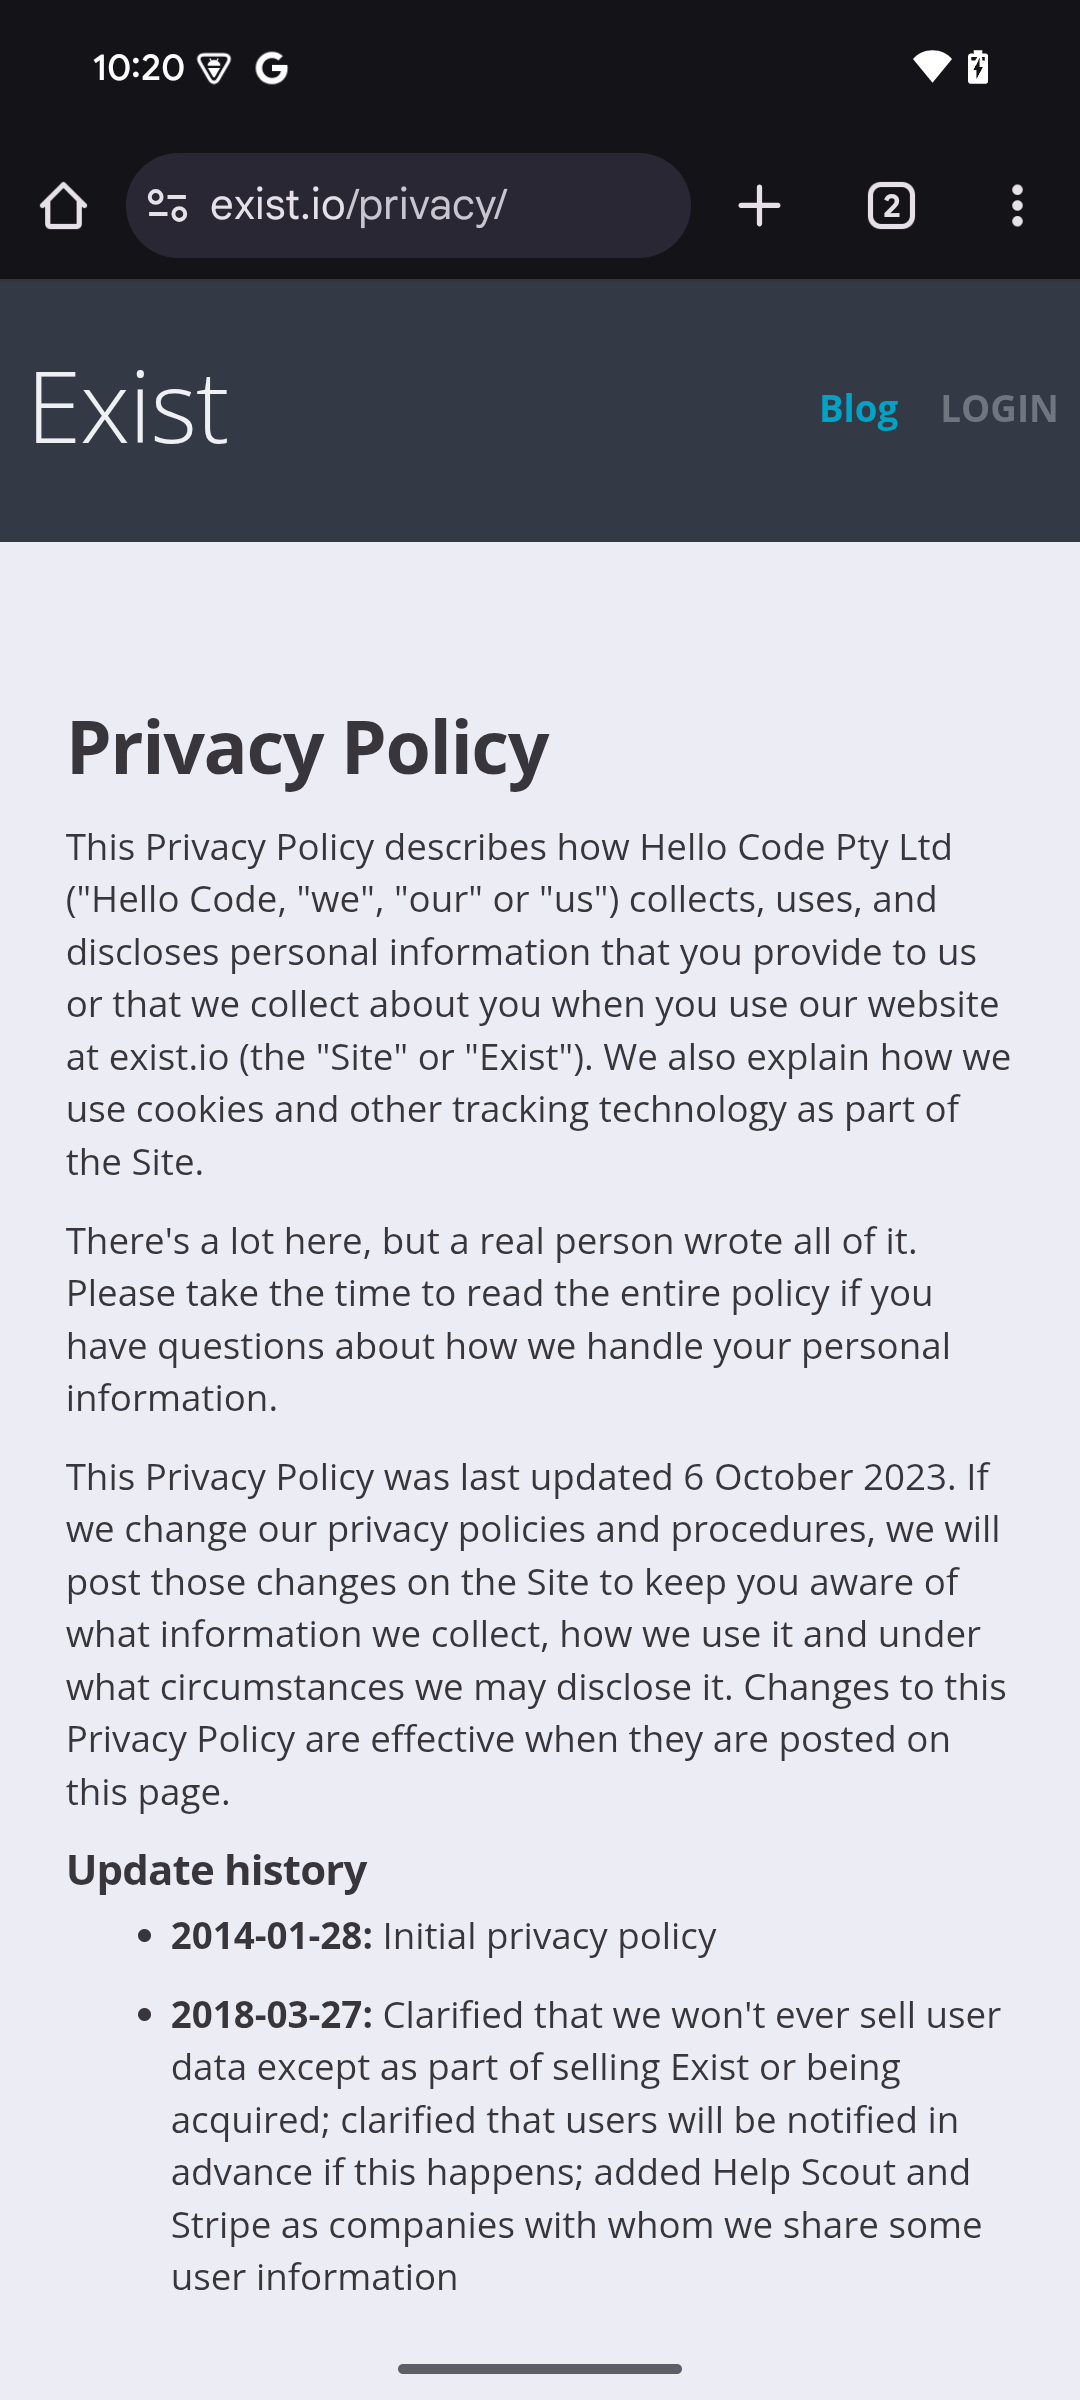 10:20
exist.io/privacy/
2
Exist
Blog
LOGIN
Privacy Policy
This Privacy Policy describes how Hello Code Pty Ltd
("Hello Code, "we", "our" or "us") collects, uses, and
discloses personal information that you provide to us
or that we collect about you when you use our website
at exist.io (the "Site" or "Exist"). We also explain how we
use cookies and other tracking technology as part of
the Site.
There's a lot here, but a real person wrote all of it.
Please take the time to read the entire policy if you
have questions about how we handle your personal
information.
This Privacy Policy was last updated 6 October 2023. If
we change our privacy policies and procedures, we will
post those changes on the Site to keep you aware of
what information we collect, how we use it and under
what circumstances we may disclose it. Changes to this
Privacy Policy are effective when they are posted on
this page.
Update history
• 2014-01-28: Initial privacy policy
• 2018-03-27: Clarified that we won't ever sell user
data except as part of selling Exist or being
acquired; clarified that users will be notified in
advance if this happens; added Help Scout and
Stripe as companies with whom we share some
user information